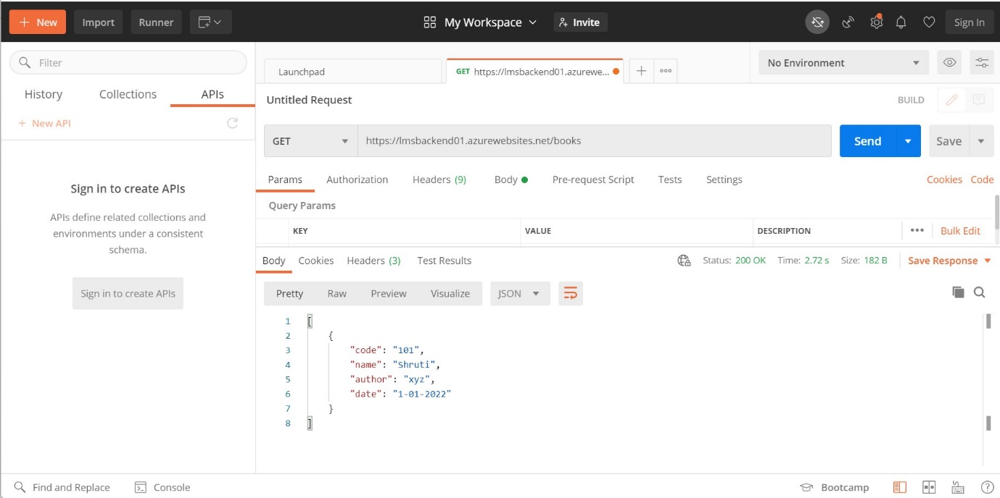 + New Import Runner My Workspace Invite Sign In
Filter
History Collections APIs
+ New API
Sign in to create APIs
APIs define related collections and
environments under a consistent
schema.
Sign in to create APIs
Launchpad GET https://lmsbackend01.azurewe... + ooo No Environment
Untitled Request BUILD
GET https://lmsbackend01.azurewebsites.net/books Send Save
Params Authorization Headers (9) Body Pre-request Script Tests Settings Cookies Code
Query Params
KEY VALUE DESCRIPTION ••• Bulk Edit
Body Cookies Headers (3) Test Results Status: 200 OK Time: 2.72 s Size: 182 B Save Response
Pretty Raw Preview Visualize JSON
1 [
2 {
3 "code": "101",
4 "name": "Shruti",
5 "author": "xyz",
6 "date": "1-01-2022"
7 }
8 ]
Find and Replace Console Bootcamp ?